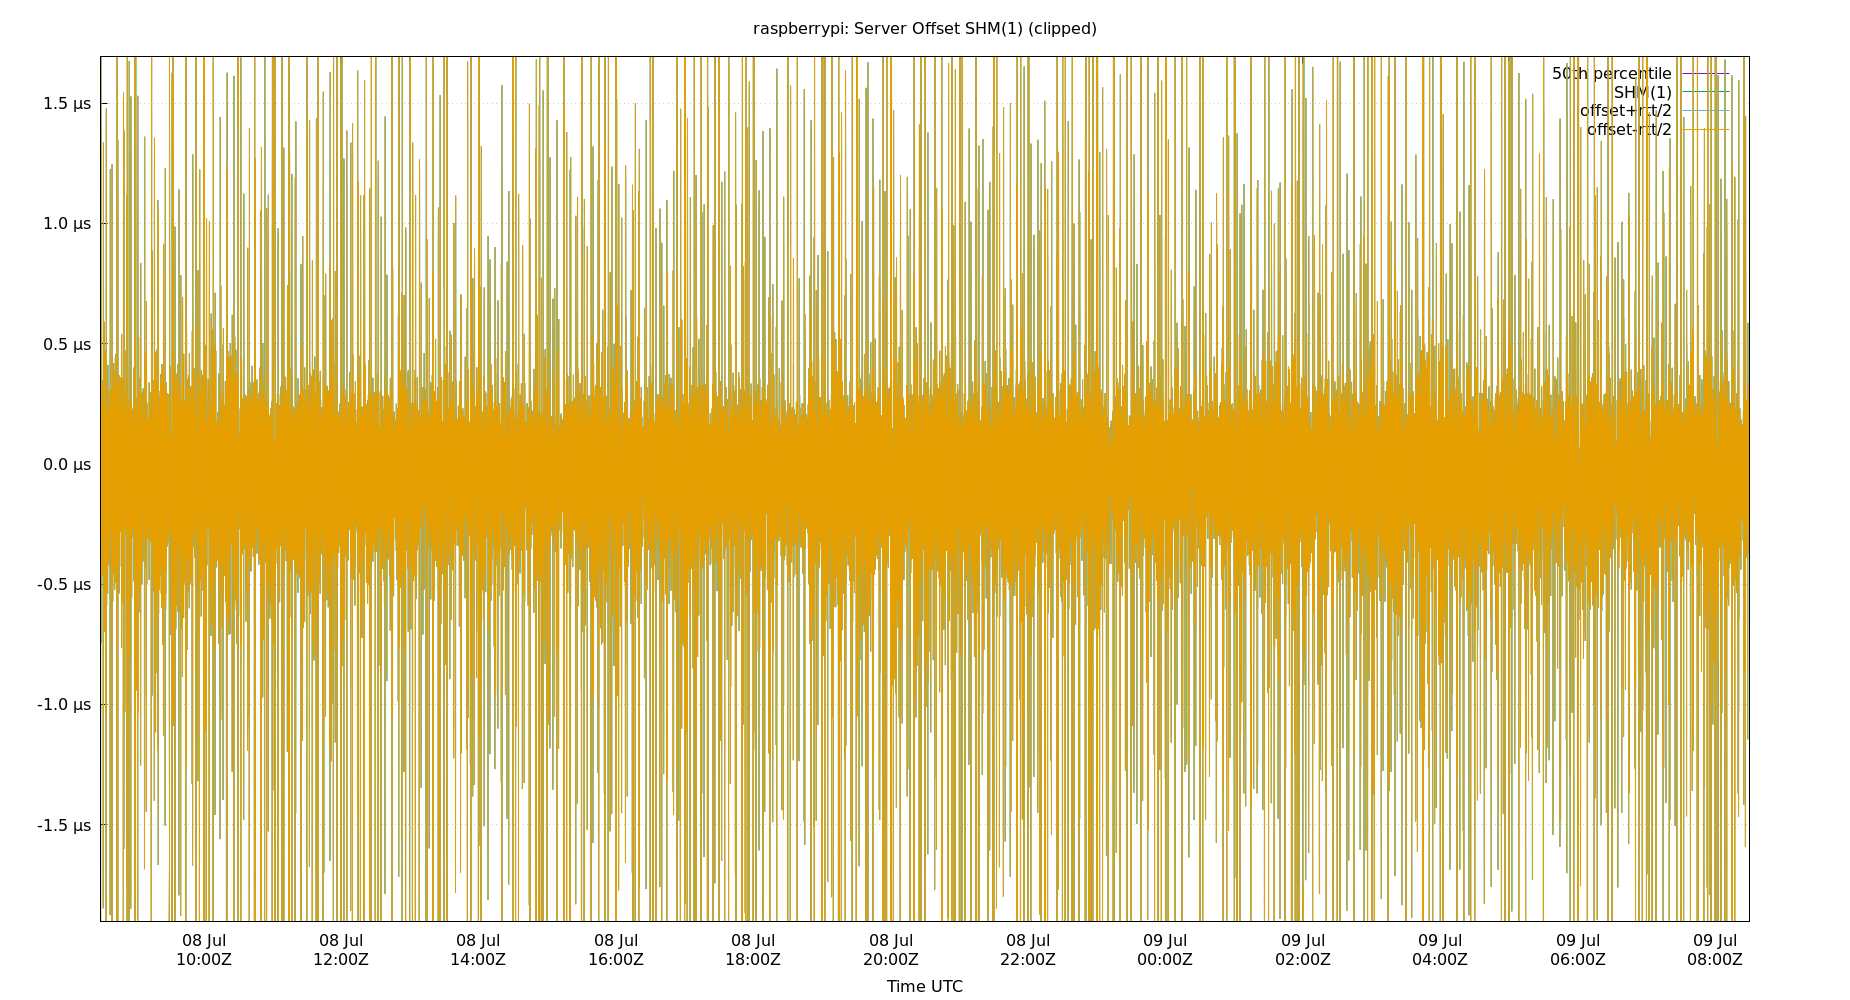 raspberrypi: Server Offset SHM(1) (clipped)
50th percentile
SHM(1)
offset+rtt/2
offset-rtt/2
1.5 µs
1.0 µs
0.5 µs
0.0 µs
-0.5 µs
-1.0 µs
-1.5 µs
08 Jul 08 Jul 08 Jul 08 Jul 08 Jul 08 Jul 08 Jul 09 Jul 09 Jul 09 Jul 09 Jul 09 Jul
10:00Z 12:00Z 14:00Z 16:00Z 18:00Z 20:00Z 22:00Z 00:00Z 02:00Z 04:00Z 06:00Z 08:00Z
Time UTC